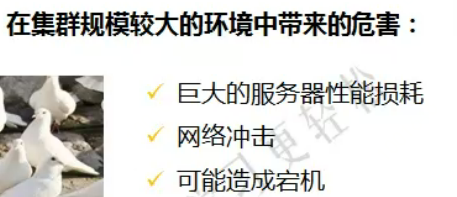 在集群规模较大的环境中带来的危害：
巨大的服务器性能损耗
网络冲击
可能造成宕机